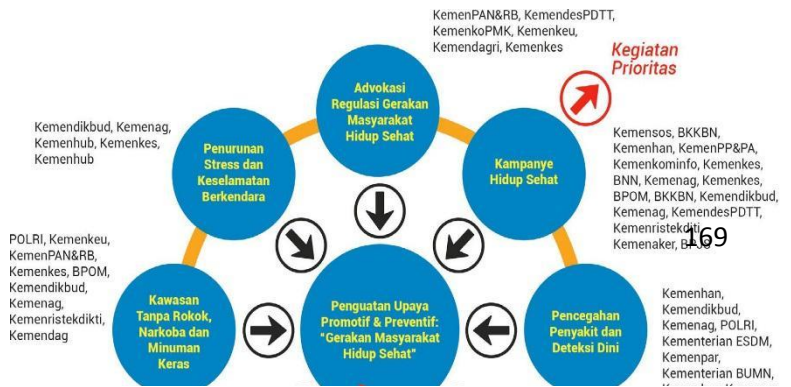 KemenPAN&RB, KemendesPDTT,
KemenkoPMK, Kemenkeu,
Kemendagri, Kemenkes
Kegiatan
Prioritas
Advokasi
Regulasi Gerakan
Masyarakat
Hidup Sehat
Kemendikbud, Kemenag,
Kemenhub, Kemenkes,
Kemenhub
Penurunan
Stress dan
Keselamatan
Berkendara
Kampanye
Hidup Sehat
Kemensos, BKKBN,
Kemenhan, KemenPP&PA,
Kemenkominfo, Kemenkes,
BNN, Kemenag, Kemenkes,
BPOM, BKKBN, Kemendikbud,
Kemenag, KemendesPDTT,
Kemenristekditi,
Kemenaker, BPJS
169
POLRI, Kemenkeu,
KemenPAN&RB,
Kemenkes, BPOM,
Kemendikbud,
Kemenag,
Kemenristekdikti,
Kemendag
Kawasan
Tanpa Rokok,
Narkoba dan
Minuman
Keras
Penguatan Upaya
Promotif & Preventif:
"Gerakan Masyarakat
Hidup Sehat"
Pencegahan
Penyakit dan
Deteksi Dini
Kemenhan,
Kemendikbud,
Kemenag, POLRI,
Kementerian ESDM,
Kemenpar,
Kementerian BUMN,